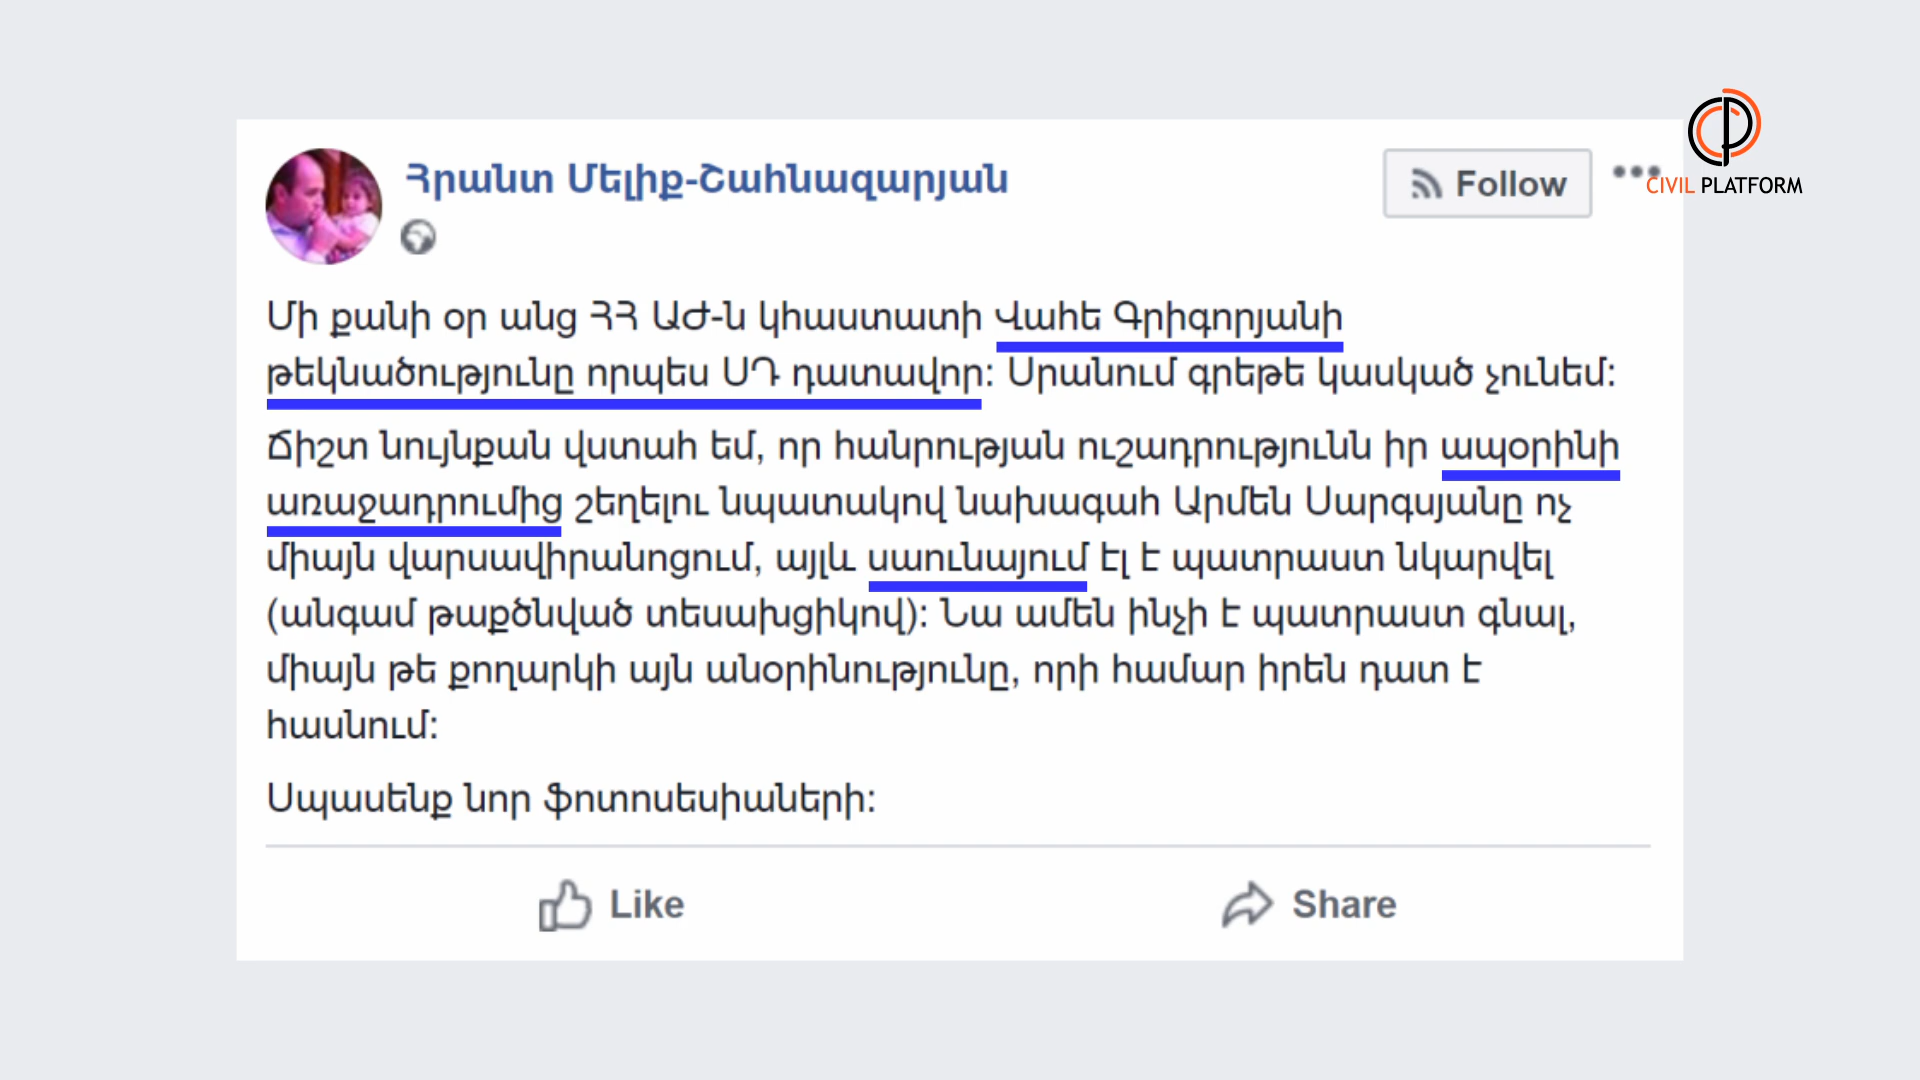 Հրանտ Մելիք-Շահնազարյան
Follow
CIVIL PLATFORM
Մի քանի օր անց ՀՀ ԱԺ-ն կհաստատի Վահե Գրիգորյանի
թեկնածությունը որպես ՍԴ դատավոր: Սրանում գրեթե կասկած չունեմ:
Ճիշտ նույնքան վստահ եմ, որ հանրության ուշադրությունն իր ապօրինի
առաջադրումից շեղելու նպատակով նախագահ Արմեն Սարգսյանը ոչ
միայն վարսավիրանոցում, այլև սաունայում էլ է պատրաստ նկարվել
(անգամ թաքծնված տեսախցիկով): Նա ամեն ինչի է պատրաստ գնալ,
միայն թե քողարկի այն անօրինությունը, որի համար իրեն դատ է
հասնում:
Սպասենք նոր ֆոտոսեսիաների:
Like
Share